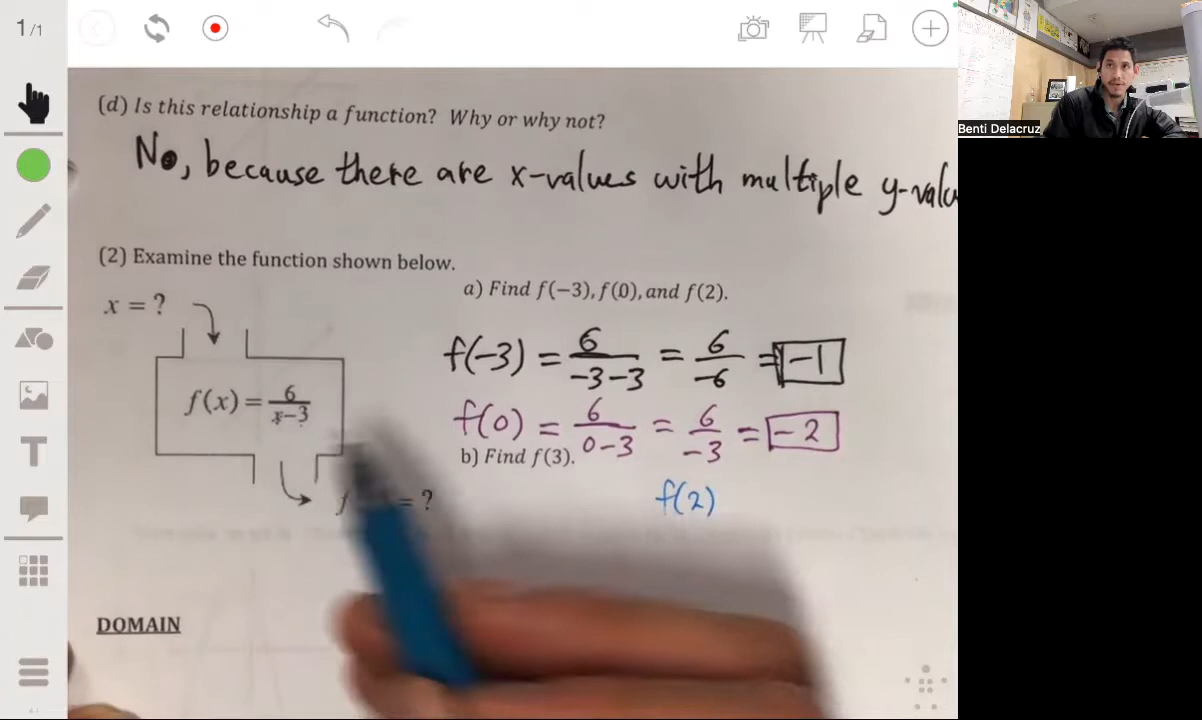 1/1
Benti Delacruz
(d) Is this relationship a function? Why or why not?
No, because there are x-values with multiple
(2) Examine the function shown below.
x = ?
f(x) = 6/x−3
= ?
a) Find f(−3), f(0), and f(2).
f(-3) = 6/-3-3 = 6/-6 = -1
f(0) = 6/0-3 = 6/-3 = -2
b) Find f(3).
f(2)
DOMAIN
T